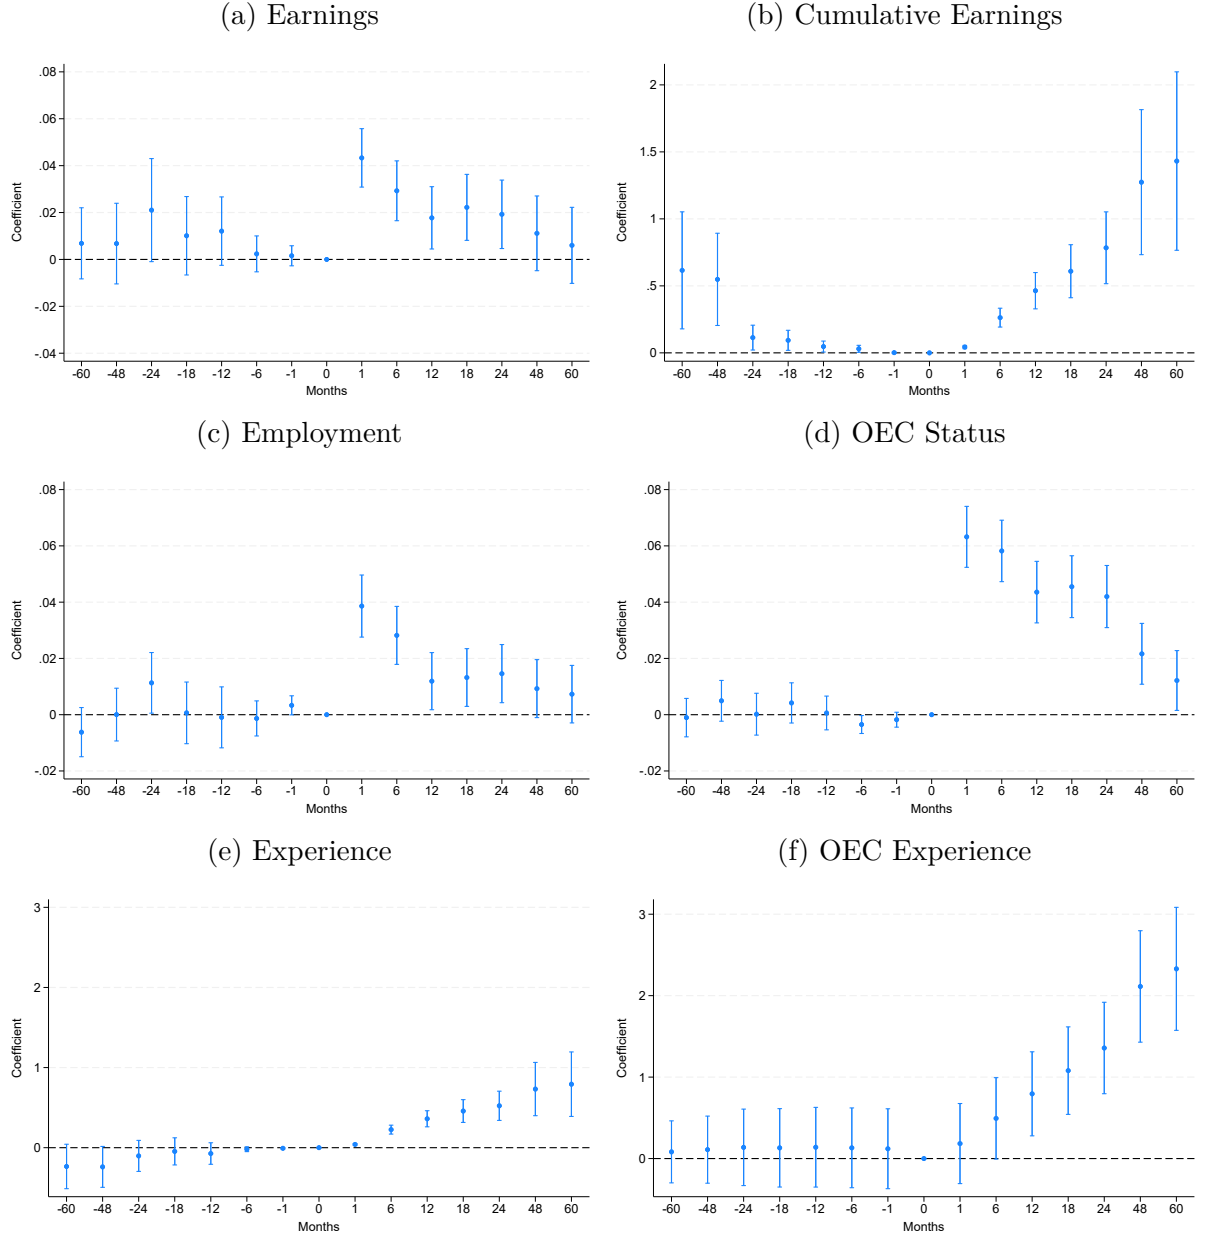 (a) Earnings
(b) Cumulative Earnings
.08
.06
.04
.02
0
-.02
-.04
Coefficient
-60 -48 -24 -18 -12 -6 -1 0 1 6 12 18 24 48 60
Months
2
1.5
1
.5
0
Coefficient
-60 -48 -24 -18 -12 -6 -1 0 1 6 12 18 24 48 60
Months
(c) Employment
(d) OEC Status
.08
.06
.04
.02
0
-.02
Coefficient
-60 -48 -24 -18 -12 -6 -1 0 1 6 12 18 24 48 60
Months
.08
.06
.04
.02
0
-.02
Coefficient
-60 -48 -24 -18 -12 -6 -1 0 1 6 12 18 24 48 60
Months
(e) Experience
(f) OEC Experience
3
2
1
0
Coefficient
-60 -48 -24 -18 -12 -6 -1 0 1 6 12 18 24 48 60
Months
3
2
1
0
Coefficient
-60 -48 -24 -18 -12 -6 -1 0 1 6 12 18 24 48 60
Months